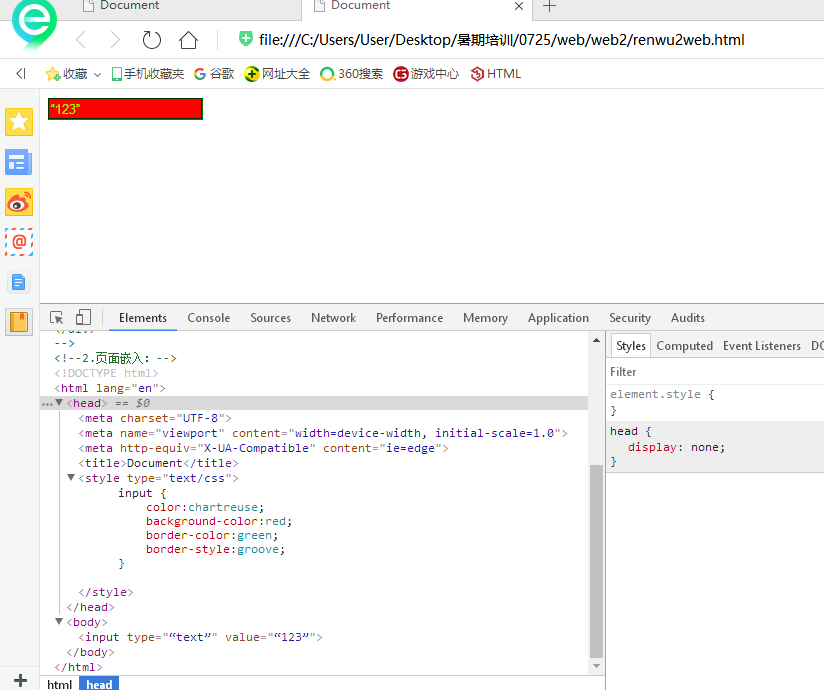 Document
Document
file:///C:/Users/User/Desktop/暑期培训/0725/web/web2/renwu2web.html
收藏 手机收藏夹 谷歌 网址大全 360搜索 游戏中心 HTML
“123”
Elements Console Sources Network Performance Memory Application Security Audits
-->
<!--2.页面嵌入: -->
<!DOCTYPE html>
<html lang="en">
…<head> == $0
<meta charset="UTF-8">
<meta name="viewport" content="width=device-width, initial-scale=1.0">
<meta http-equiv="X-UA-Compatible" content="ie=edge">
<title>Document</title>
<style type="text/css">
input {
color:chartreuse;
background-color:red;
border-color:green;
border-style:groove;
}
</style>
</head>
<body>
<input type="“text”" value="“123”">
</body>
</html>
html head
Styles Computed Event Listeners
Filter
element.style {
}
head {
display: none;
}